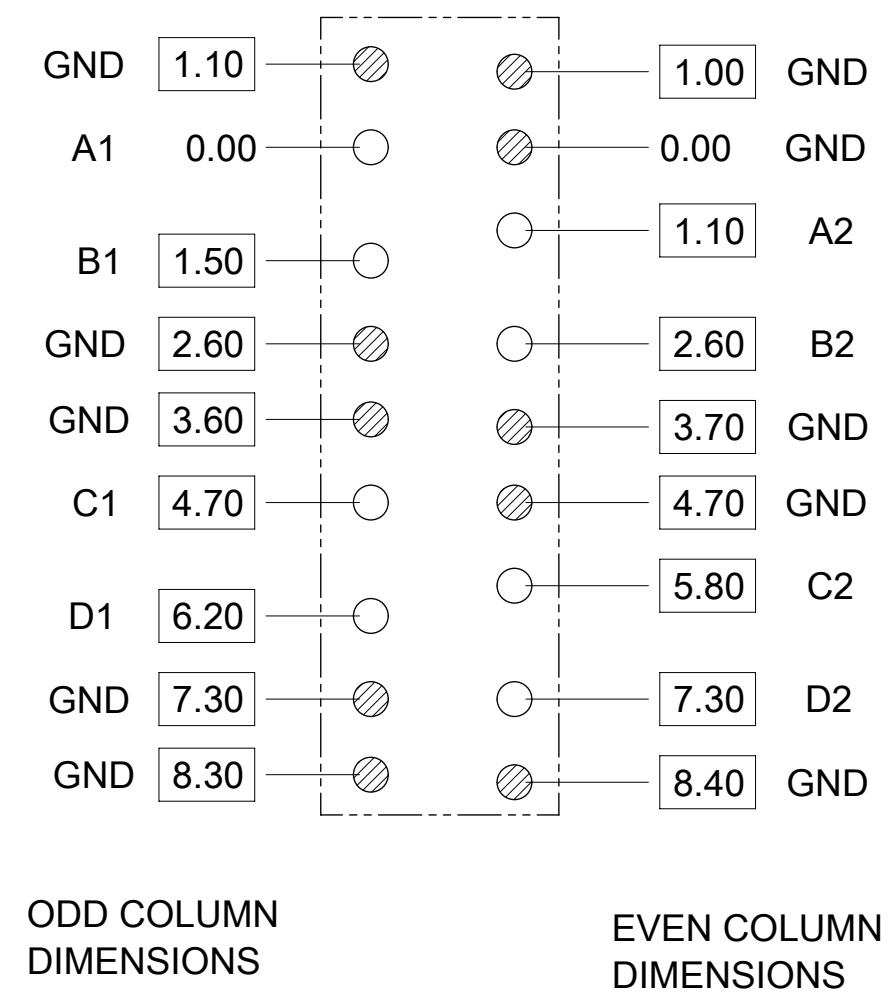 GND 1.10
1.00 GND
A1 0.00
0.00 GND
1.10 A2
B1 1.50
GND 2.60
2.60 B2
GND 3.60
3.70 GND
C1 4.70
4.70 GND
5.80 C2
D1 6.20
GND 7.30
7.30 D2
GND 8.30
8.40 GND
ODD COLUMN
DIMENSIONS
EVEN COLUMN
DIMENSIONS